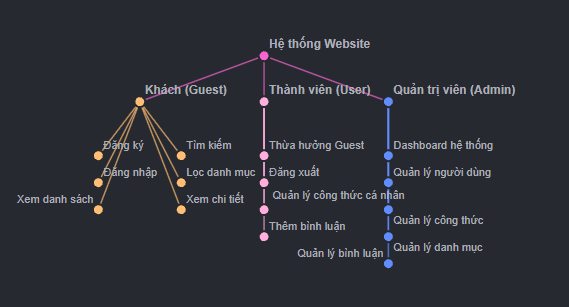 Hệ thống Website
Khách (Guest)
Thành viên (User)
Quản trị viên (Admin)
Đăng ký
Tìm kiếm
Thừa hưởng Guest
Dashboard hệ thống
Đăng nhập
Lọc danh mục
Đăng xuất
Quản lý người dùng
Xem danh sách
Xem chi tiết
Quản lý công thức cá nhân
Quản lý công thức
Thêm bình luận
Quản lý danh mục
Quản lý bình luận